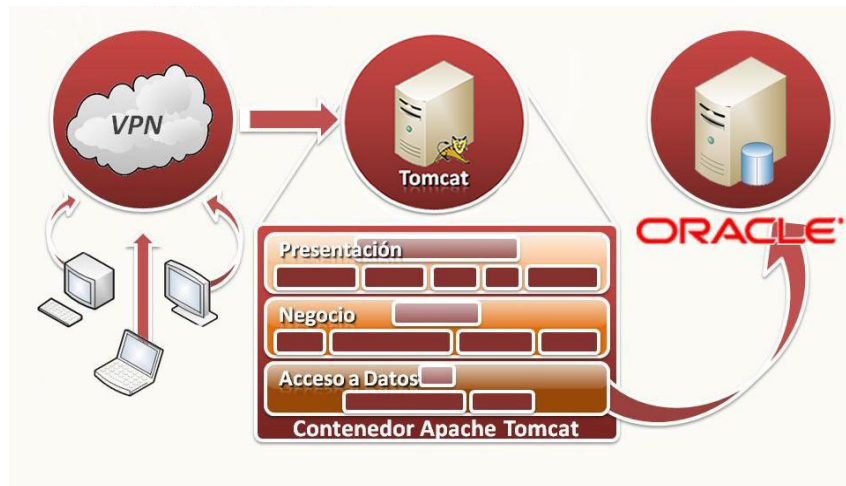 VPN
Tomcat
ORACLE
Presentación
Negocio
Acceso a Datos
Contenedor Apache Tomcat